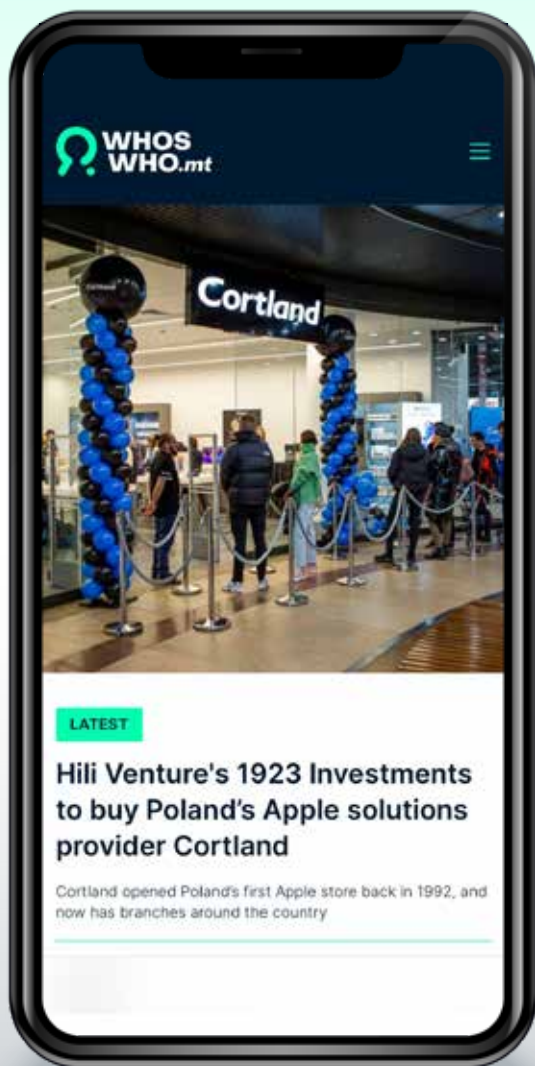 WHOS
WHO.mt
Cortland
LATEST
Hili Venture's 1923 Investments
to buy Poland's Apple solutions
provider Cortland
Cortland opened Poland's first Apple store back in 1992, and
now has branches around the country